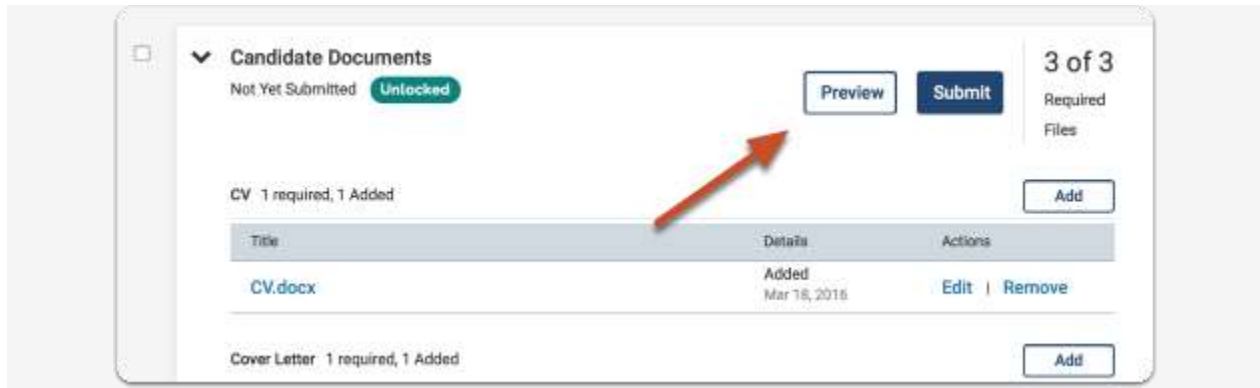 Candidate Documents
Not Yet Submitted Unlocked
Preview
Submit
3 of 3
Required
Files
CV 1 required, 1 Added
Add
Title Details Actions
CV.docx
Added
Mar 18, 2016
Edit | Remove
Cover Letter 1 required, 1 Added
Add